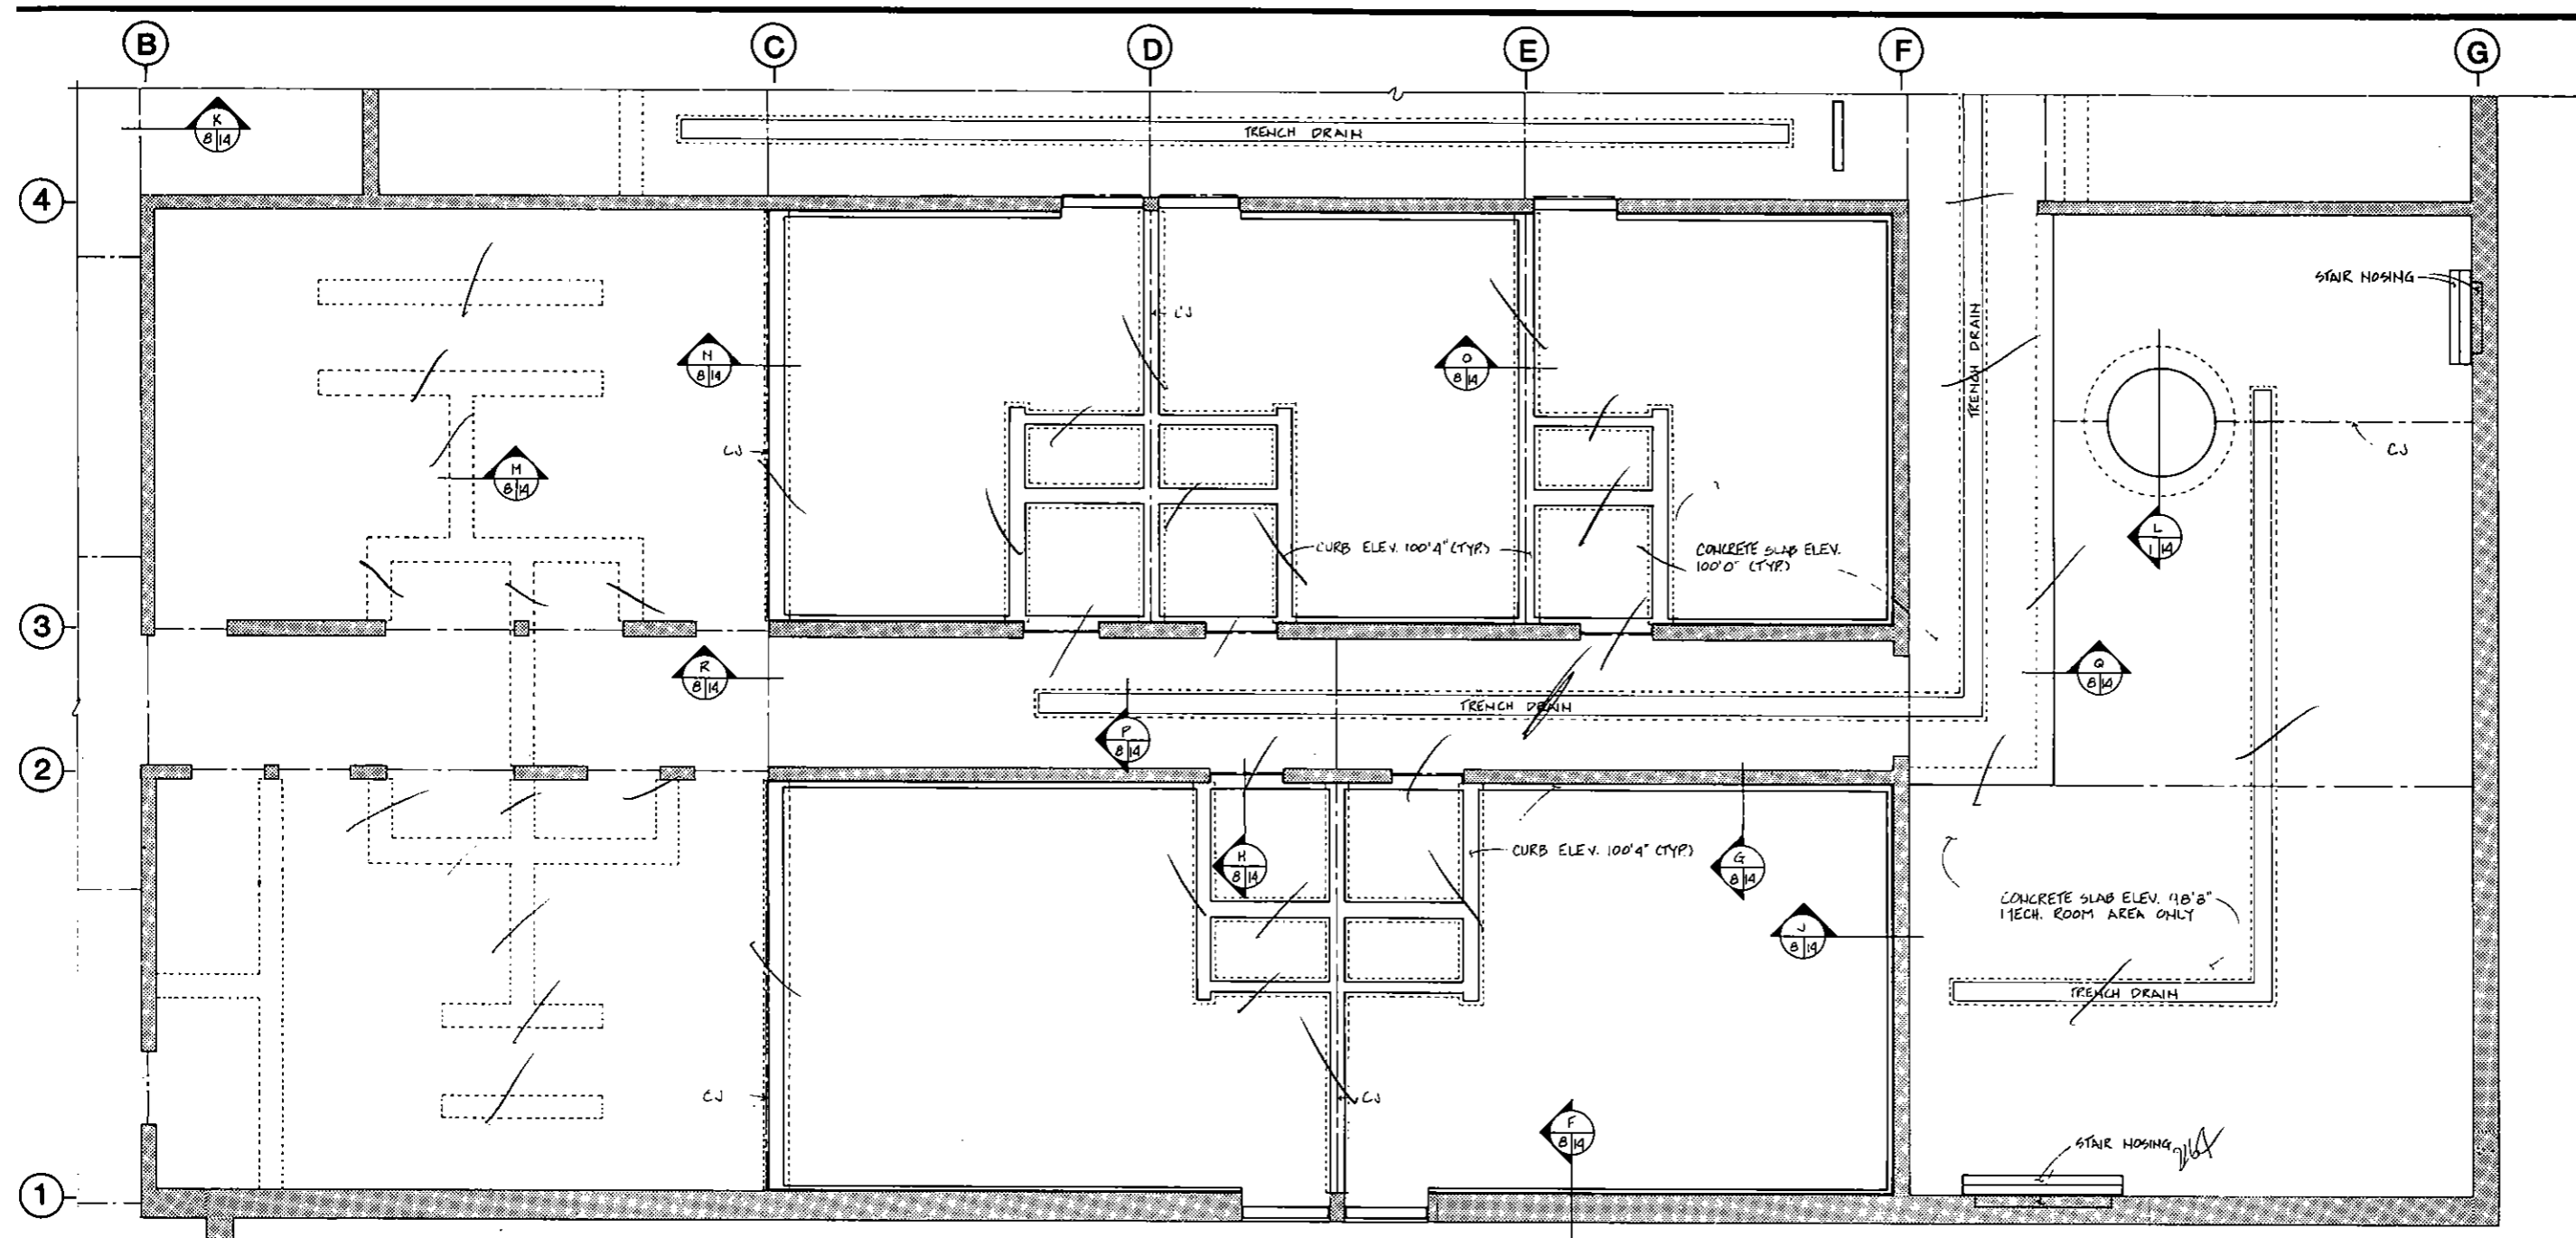 B
C
D
E
F
G
K
8 14
TRENCH DRAIN
4
STAIR NOSING
CJ
TRENCH DRAIN
N
8 14
O
8 14
CJ
CJ
M
8 14
L
1 14
CURB ELEV. 100'4" (TYP.)
CONCRETE SLAB ELEV.
100'0" (TYP.)
3
R
8 14
Q
8 14
TRENCH DRAIN
P
8 14
2
CURB ELEV. 100'4" (TYP.)
H
8 14
G
8 14
CONCRETE SLAB ELEV. 98'8"
MECH. ROOM AREA ONLY
J
8 14
TRENCH DRAIN
CJ
CJ
F
8 14
STAIR NOSING
1